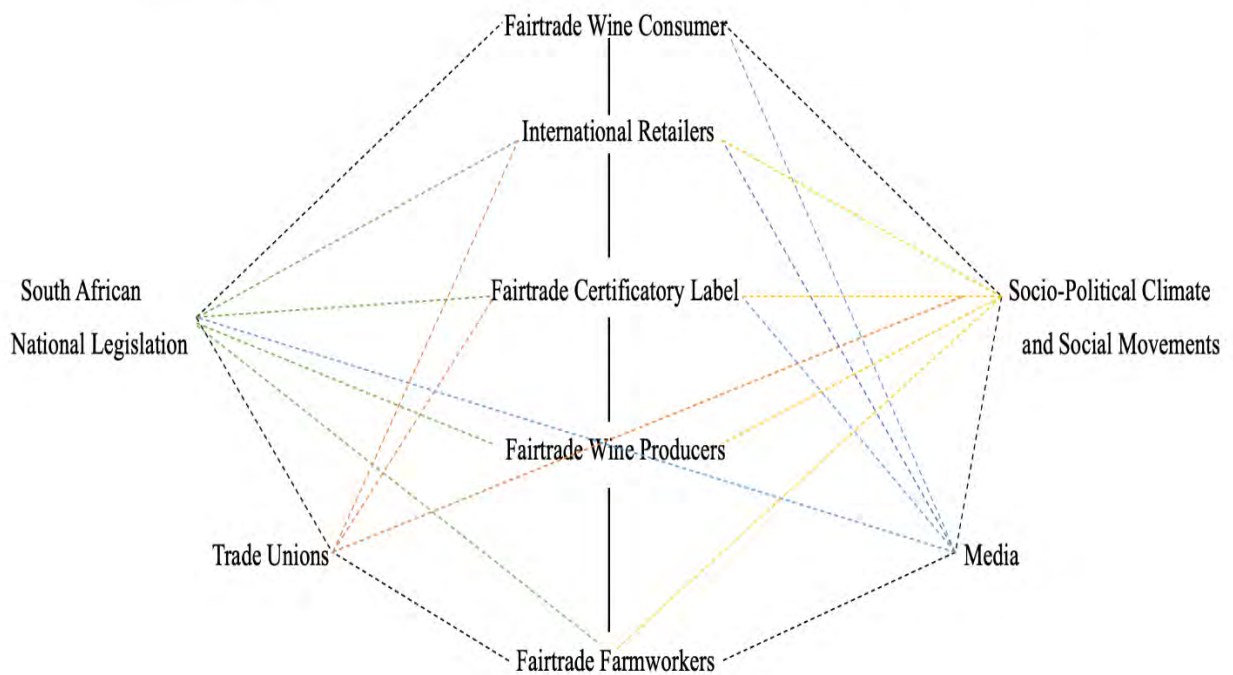 Fairtrade Wine Consumer
International Retailers
South African
National Legislation
Fairtrade Certificatory Label
Socio-Political Climate
and Social Movements
Fairtrade Wine Producers
Trade Unions
Media
Fairtrade Farmworkers